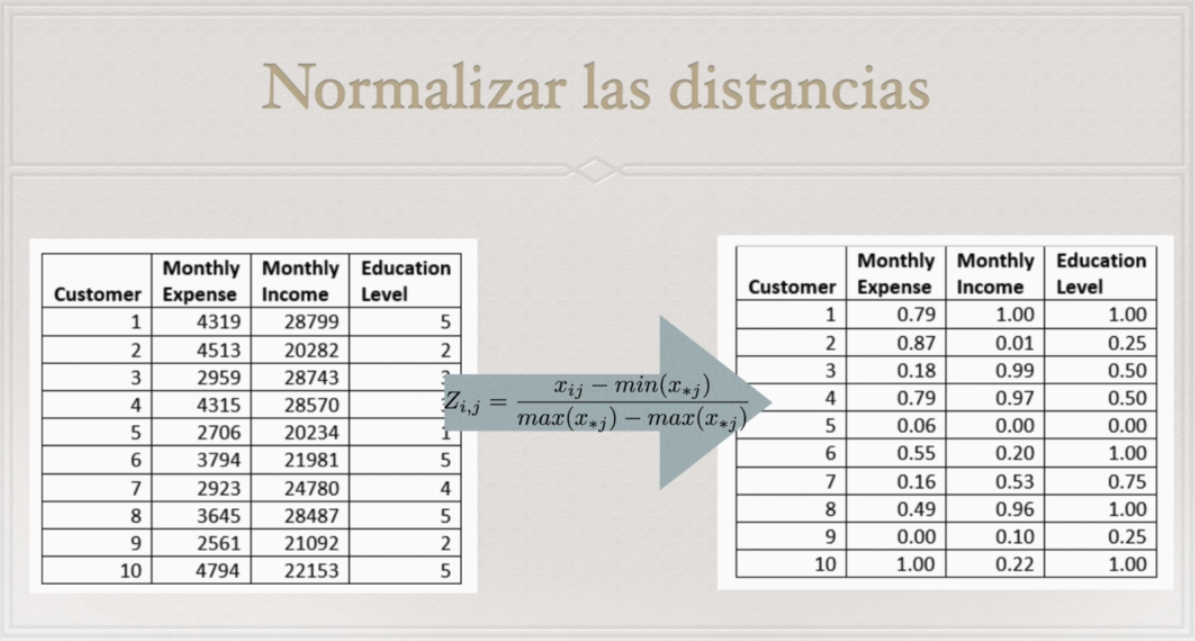 Normalizar las distancias
Customer Monthly Expense Monthly Income Education Level
1 4319 28799 5
2 4513 20282 2
3 2959 28743
4 4315 28570
5 2706 20234 1
6 3794 21981 5
7 2923 24780 4
8 3645 28487 5
9 2561 21092 2
10 4794 22153 5
Z_{i,j} = \frac{x_{ij} - min(x_{*j})}{max(x_{*j}) - max(x_{*j})}
Customer Monthly Expense Monthly Income Education Level
1 0.79 1.00 1.00
2 0.87 0.01 0.25
3 0.18 0.99 0.50
4 0.79 0.97 0.50
5 0.06 0.00 0.00
6 0.55 0.20 1.00
7 0.16 0.53 0.75
8 0.49 0.96 1.00
9 0.00 0.10 0.25
10 1.00 0.22 1.00